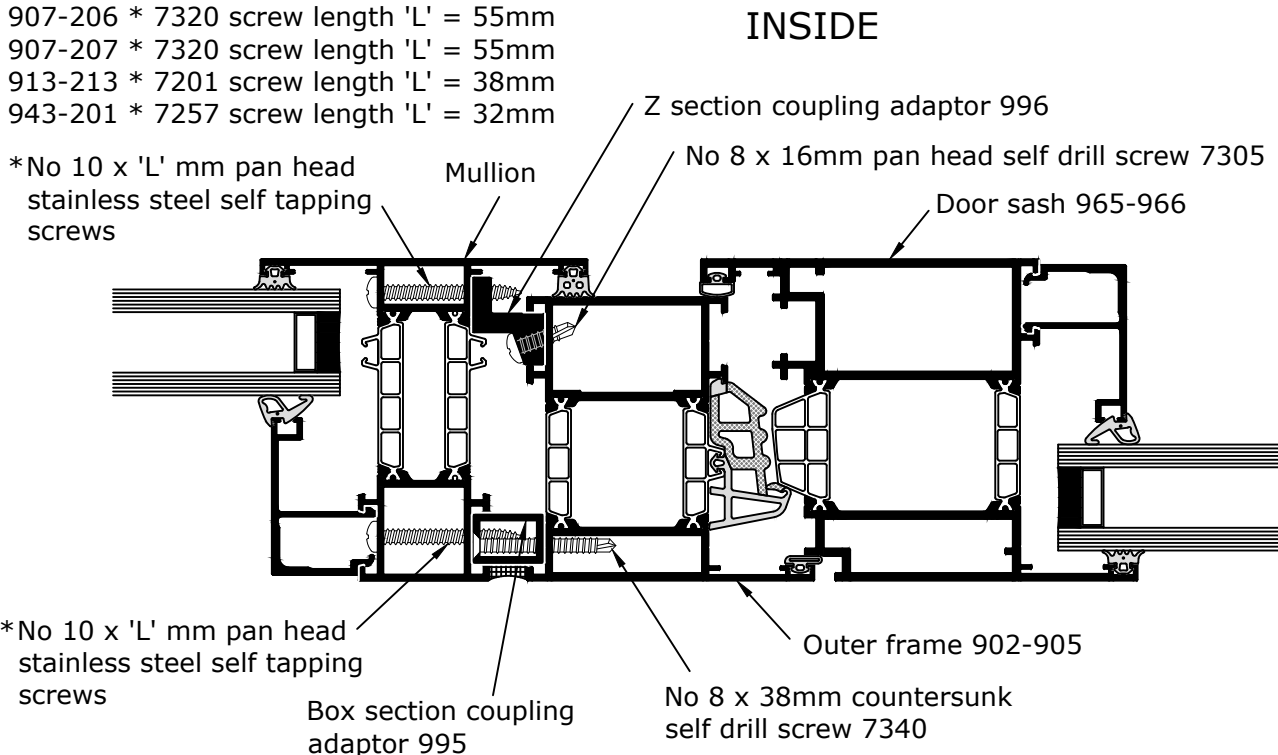 907-206 * 7320 screw length 'L' = 55mm
907-207 * 7320 screw length 'L' = 55mm
913-213 * 7201 screw length 'L' = 38mm
943-201 * 7257 screw length 'L' = 32mm
INSIDE
Z section coupling adaptor 996
*No 10 x 'L' mm pan head
stainless steel self tapping
screws
Mullion
No 8 x 16mm pan head self drill screw 7305
Door sash 965-966
*No 10 x 'L' mm pan head
stainless steel self tapping
screws
Box section coupling
adaptor 995
No 8 x 38mm countersunk
self drill screw 7340
Outer frame 902-905